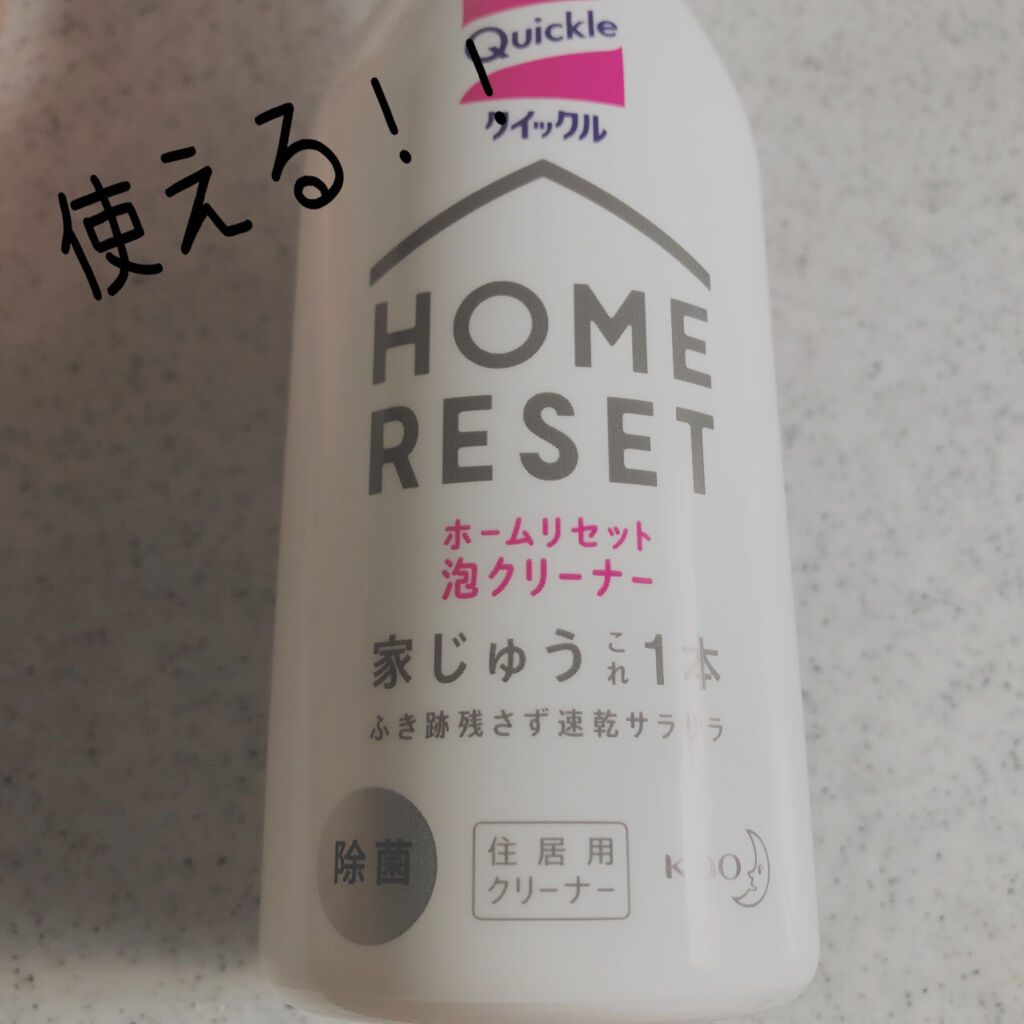 Quickle
クイックル
使える！！
HOME
RESET
ホームリセット
泡クリーナー
家じゅうこれ1本
ふき跡残さず速乾サラサラ
除菌
住居用
クリーナー
Kao